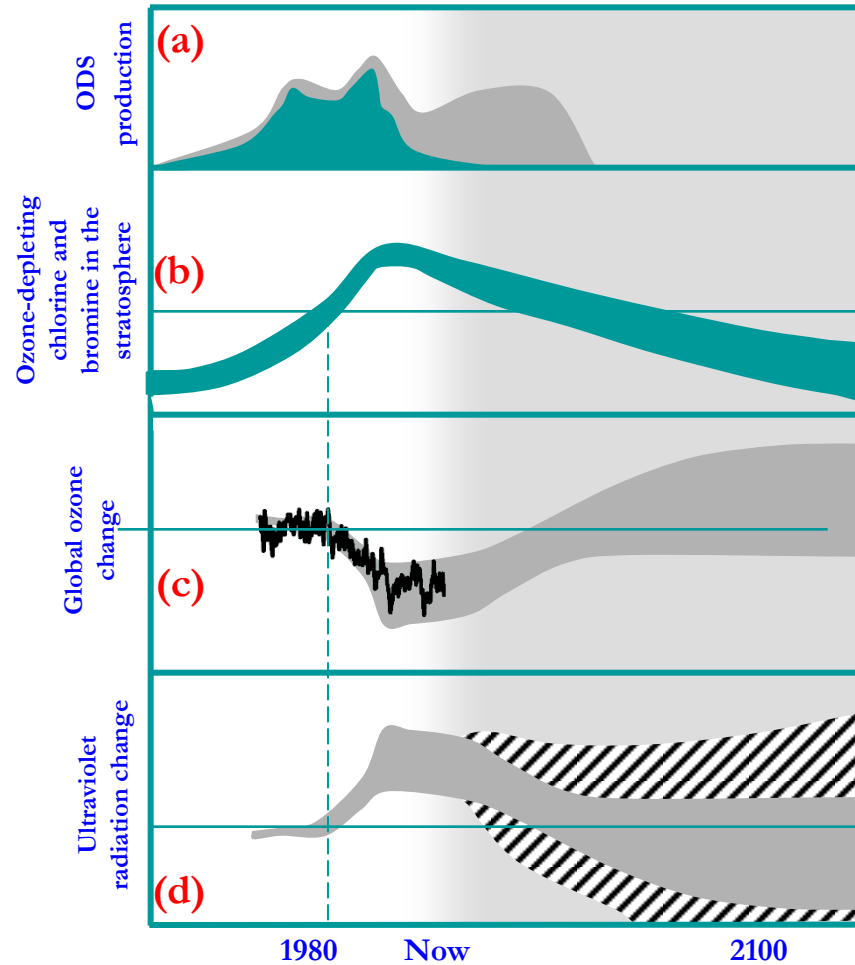 (a)
ODS
production
(b)
Ozone-depleting
chlorine and
bromine in the
stratosphere
(c)
Global ozone
change
(d)
Ultraviolet
radiation change
1980 Now 2100